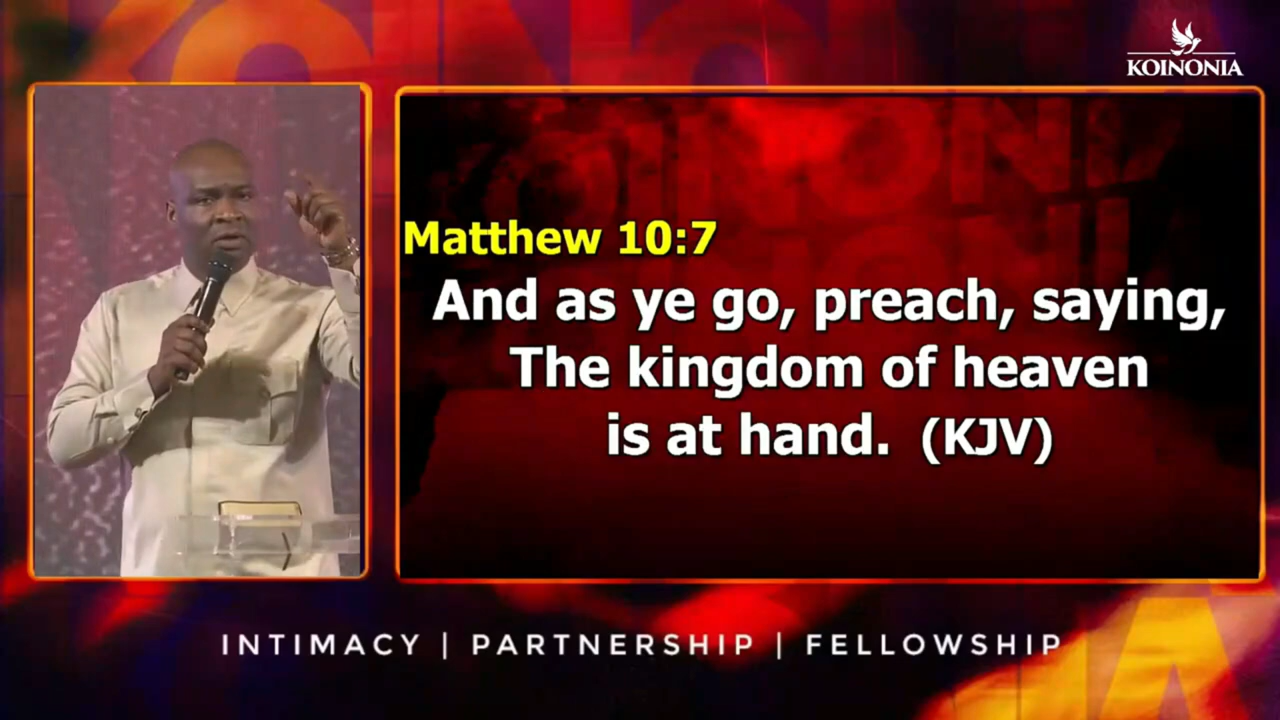 KOINONIA
Matthew 10:7
And as ye go, preach, saying,
The kingdom of heaven
is at hand. (KJV)
INTIMACY | PARTNERSHIP | FELLOWSHIP